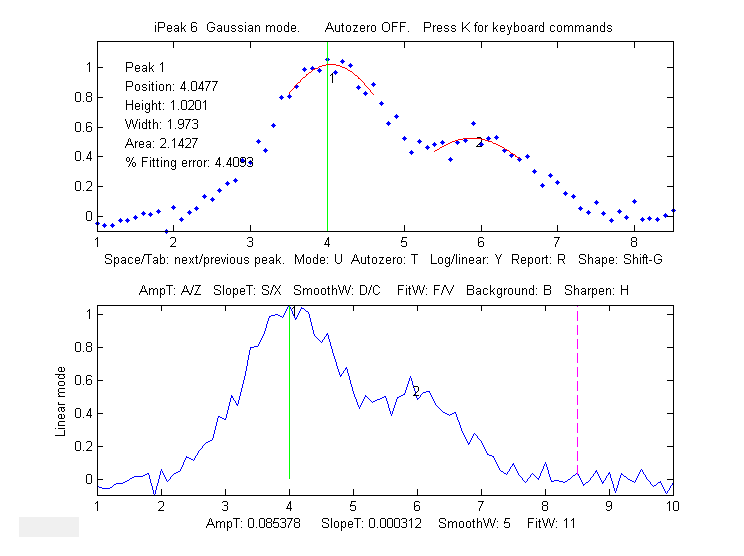 iPeak 6 Gaussian mode. Autozero OFF. Press K for keyboard commands
Peak 1
Position: 4.0477
Height: 1.0201
Width: 1.973
Area: 2.1427
% Fitting error: 4.4093
1
2
1
0.8
0.6
0.4
0.2
0
1 2 3 4 5 6 7 8
Space/Tab: next/previous peak. Mode: U Autozero: T Log/linear: Y Report: R Shape: Shift-G
AmpT: A/Z SlopeT: S/X SmoothW: D/C FitW: F/V Background: B Sharpen: H
1
2
Linear mode
1
0.8
0.6
0.4
0.2
0
1 2 3 4 5 6 7 8 9 10
AmpT: 0.085378 SlopeT: 0.000312 SmoothW: 5 FitW: 11